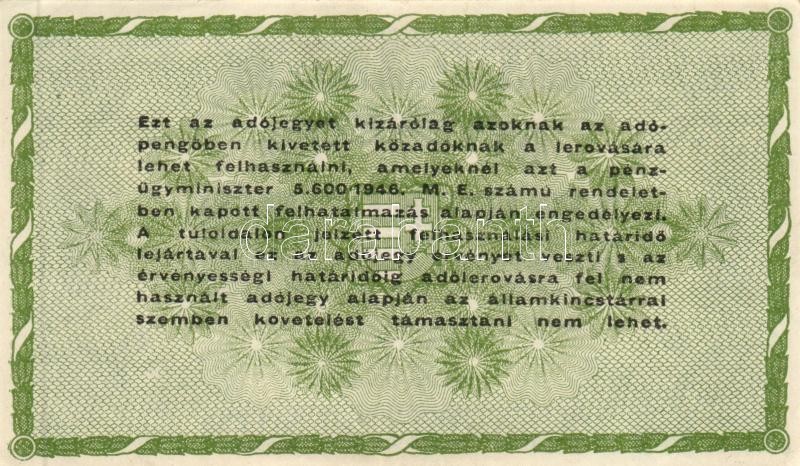 Ezt az adójegyet kizárólag azoknak az adó-
pengőben kivetett közadóknak a lerovására
lehet felhasználni, amelyeknél azt a pénz-
ügyminiszter 5.600/1946. M. E. számú rendelet-
ben kapott felhatalmazás alapján engedélyezi.
A túloldalon jelzett felhasználási határidő
lejártával ez az adójegy érvényét veszti s az
érvényességi határidőig adólerovásra fel nem
használt adójegy alapján az államkincstárral
szemben követelést támasztani nem lehet.
darabanth